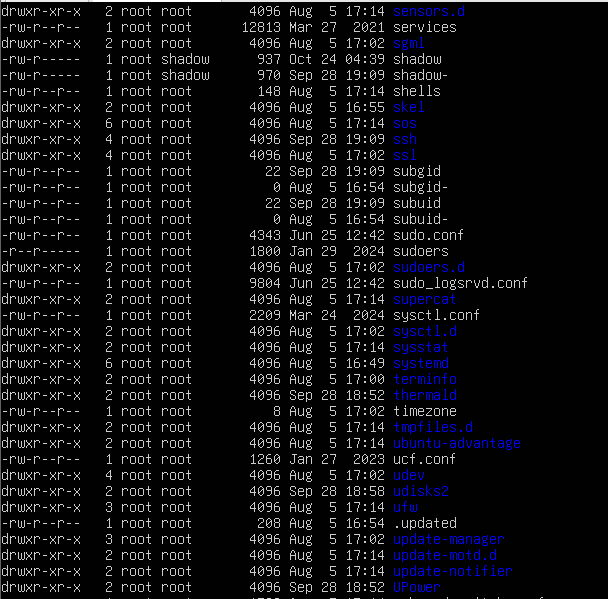 drwxr-xr-x   2 root root       4096 Aug  5 17:14 sensors.d
-rw-r--r--   1 root root      12813 Mar 27  2021 services
drwxr-xr-x   2 root root       4096 Aug  5 17:02 sgml
-rw-r-----   1 root shadow      937 Oct 24 04:39 shadow
-rw-r-----   1 root shadow      970 Sep 28 19:09 shadow-
-rw-r--r--   1 root root        148 Aug  5 17:14 shells
drwxr-xr-x   2 root root       4096 Aug  5 16:55 skel
drwxr-xr-x   6 root root       4096 Aug  5 17:14 sos
drwxr-xr-x   4 root root       4096 Sep 28 19:09 ssh
drwxr-xr-x   4 root root       4096 Aug  5 17:02 ssl
-rw-r--r--   1 root root         22 Sep 28 19:09 subgid
-rw-r--r--   1 root root          0 Aug  5 16:54 subgid-
-rw-r--r--   1 root root         22 Sep 28 19:09 subuid
-rw-r--r--   1 root root          0 Aug  5 16:54 subuid-
-rw-r--r--   1 root root       4343 Jun 25 12:42 sudo.conf
-r--r-----   1 root root       1800 Jan 29  2024 sudoers
drwxr-xr-x   2 root root       4096 Aug  5 17:02 sudoers.d
-rw-r--r--   1 root root       9804 Jun 25 12:42 sudo_logsrvd.conf
drwxr-xr-x   2 root root       4096 Aug  5 17:14 supercat
-rw-r--r--   1 root root       2209 Mar 24  2024 sysctl.conf
drwxr-xr-x   2 root root       4096 Aug  5 17:02 sysctl.d
drwxr-xr-x   2 root root       4096 Aug  5 17:14 sysstat
drwxr-xr-x   6 root root       4096 Aug  5 16:49 systemd
drwxr-xr-x   2 root root       4096 Aug  5 17:00 terminfo
drwxr-xr-x   2 root root       4096 Sep 28 18:52 thermald
-rw-r--r--   1 root root          8 Aug  5 17:02 timezone
drwxr-xr-x   2 root root       4096 Aug  5 17:14 tmpfiles.d
drwxr-xr-x   2 root root       4096 Aug  5 17:14 ubuntu-advantage
-rw-r--r--   1 root root       1260 Jan 27  2023 ucf.conf
drwxr-xr-x   4 root root       4096 Aug  5 17:02 udev
drwxr-xr-x   2 root root       4096 Sep 28 18:58 udisks2
drwxr-xr-x   3 root root       4096 Aug  5 17:14 ufw
-rw-r--r--   1 root root        208 Aug  5 16:54 .updated
drwxr-xr-x   3 root root       4096 Aug  5 17:02 update-manager
drwxr-xr-x   2 root root       4096 Aug  5 17:14 update-motd.d
drwxr-xr-x   2 root root       4096 Aug  5 17:14 update-notifier
drwxr-xr-x   2 root root       4096 Sep 28 18:52 UPower